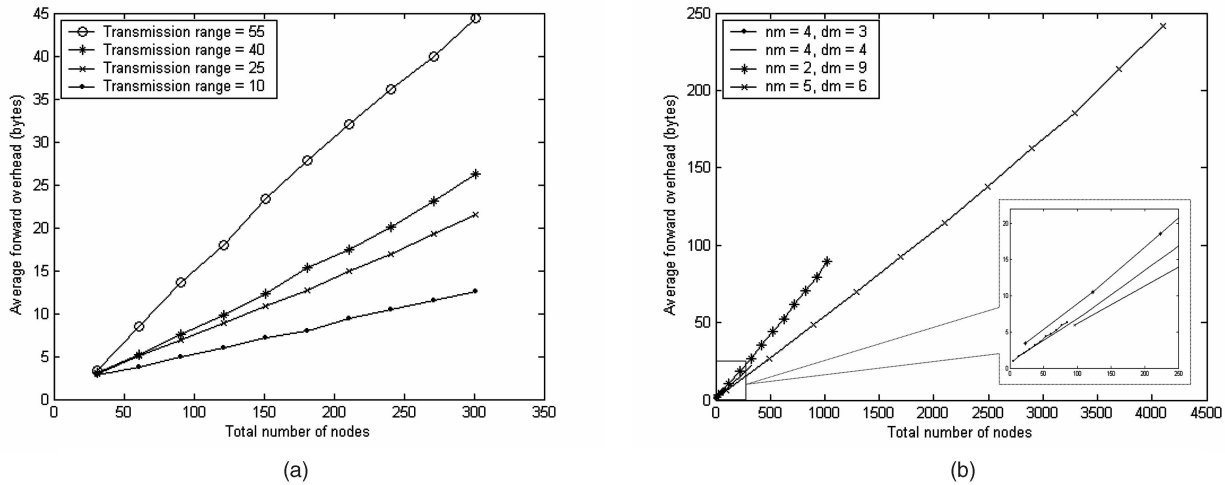 45
40
35
30
25
20
15
10
5
0
Average forward overhead (bytes)
Transmission range = 55
Transmission range = 40
Transmission range = 25
Transmission range = 10
0 50 100 150 200 250 300 350
Total number of nodes
(a)
250
200
150
100
50
0
Average forward overhead (bytes)
nm = 4, dm = 3
nm = 4, dm = 4
nm = 2, dm = 9
nm = 5, dm = 6
20
15
10
5
0
50 100 150 200 250
0 500 1000 1500 2000 2500 3000 3500 4000 4500
Total number of nodes
(b)